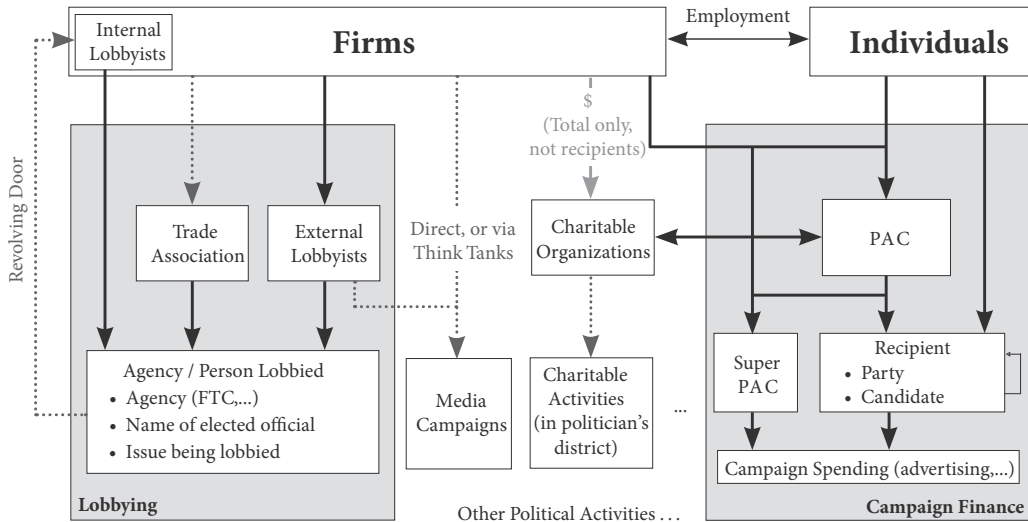 Internal
Lobbyists
Firms
Employment
Individuals
$
(Total only,
not recipients)
Revolving Door
Trade
Association
External
Lobbyists
Direct, or via
Think Tanks
Charitable
Organizations
PAC
Agency / Person Lobbied
• Agency (FTC,...)
• Name of elected official
• Issue being lobbied
Media
Campaigns
Charitable
Activities
(in politician's
district)
...
Super
PAC
Recipient
• Party
• Candidate
Campaign Spending (advertising,...)
Lobbying
Other Political Activities ...
Campaign Finance